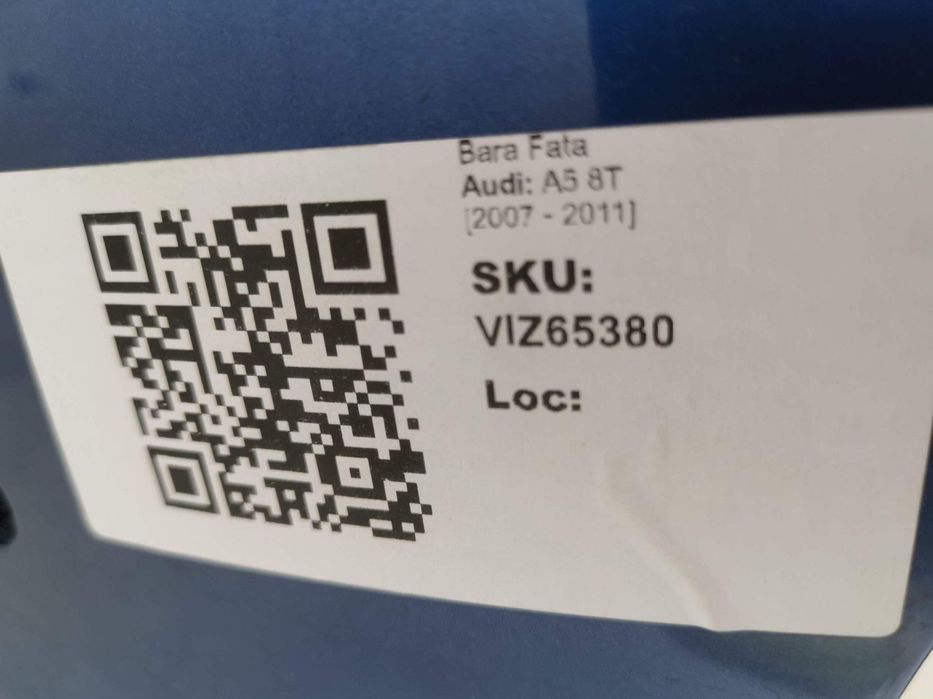 Bara Fata
Audi: A5 8T
[2007 - 2011]
SKU:
VIZ65380
Loc: